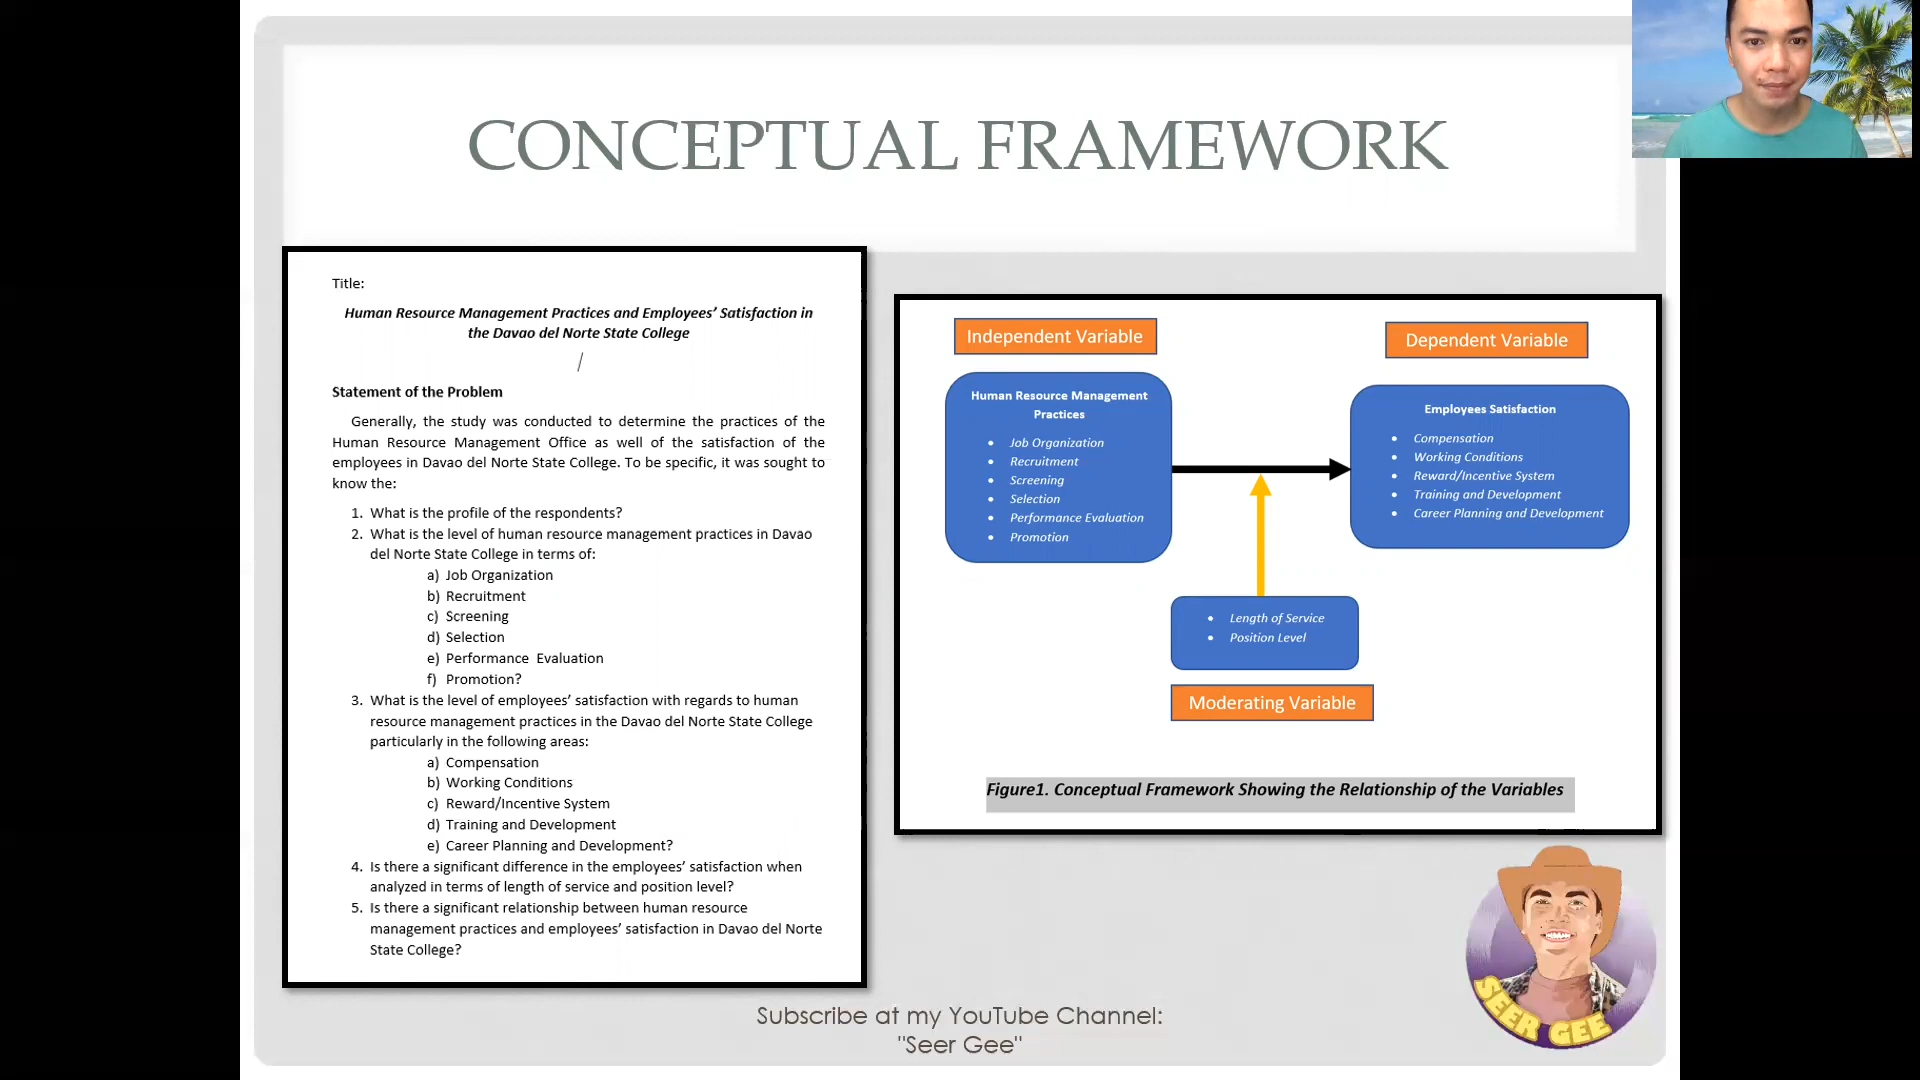 CONCEPTUAL FRAMEWORK
Title:
Human Resource Management Practices and Employees' Satisfaction in
the Davao del Norte State College
Statement of the Problem
Generally, the study was conducted to determine the practices of the
Human Resource Management Office as well of the satisfaction of the
employees in Davao del Norte State College. To be specific, it was sought to
know the:
1. What is the profile of the respondents?
2. What is the level of human resource management practices in Davao
del Norte State College in terms of:
a) Job Organization
b) Recruitment
c) Screening
d) Selection
e) Performance Evaluation
f) Promotion?
3. What is the level of employees' satisfaction with regards to human
resource management practices in the Davao del Norte State College
particularly in the following areas:
a) Compensation
b) Working Conditions
c) Reward/Incentive System
d) Training and Development
e) Career Planning and Development?
4. Is there a significant difference in the employees' satisfaction when
analyzed in terms of length of service and position level?
5. Is there a significant relationship between human resource
management practices and employees' satisfaction in Davao del Norte
State College?
Independent Variable
Human Resource Management
Practices
• Job Organization
• Recruitment
• Screening
• Selection
• Performance Evaluation
• Promotion
Dependent Variable
Employees Satisfaction
• Compensation
• Working Conditions
• Reward/Incentive System
• Training and Development
• Career Planning and Development
• Length of Service
• Position Level
Moderating Variable
Figure1. Conceptual Framework Showing the Relationship of the Variables
SEER GEE
Subscribe at my YouTube Channel:
"Seer Gee"